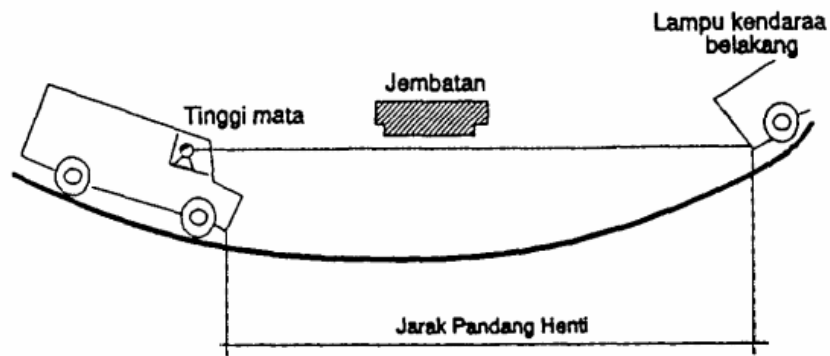 Lampu kendaraa
belakang
Jembatan
Tinggi mata
Jarak Pandang Henti